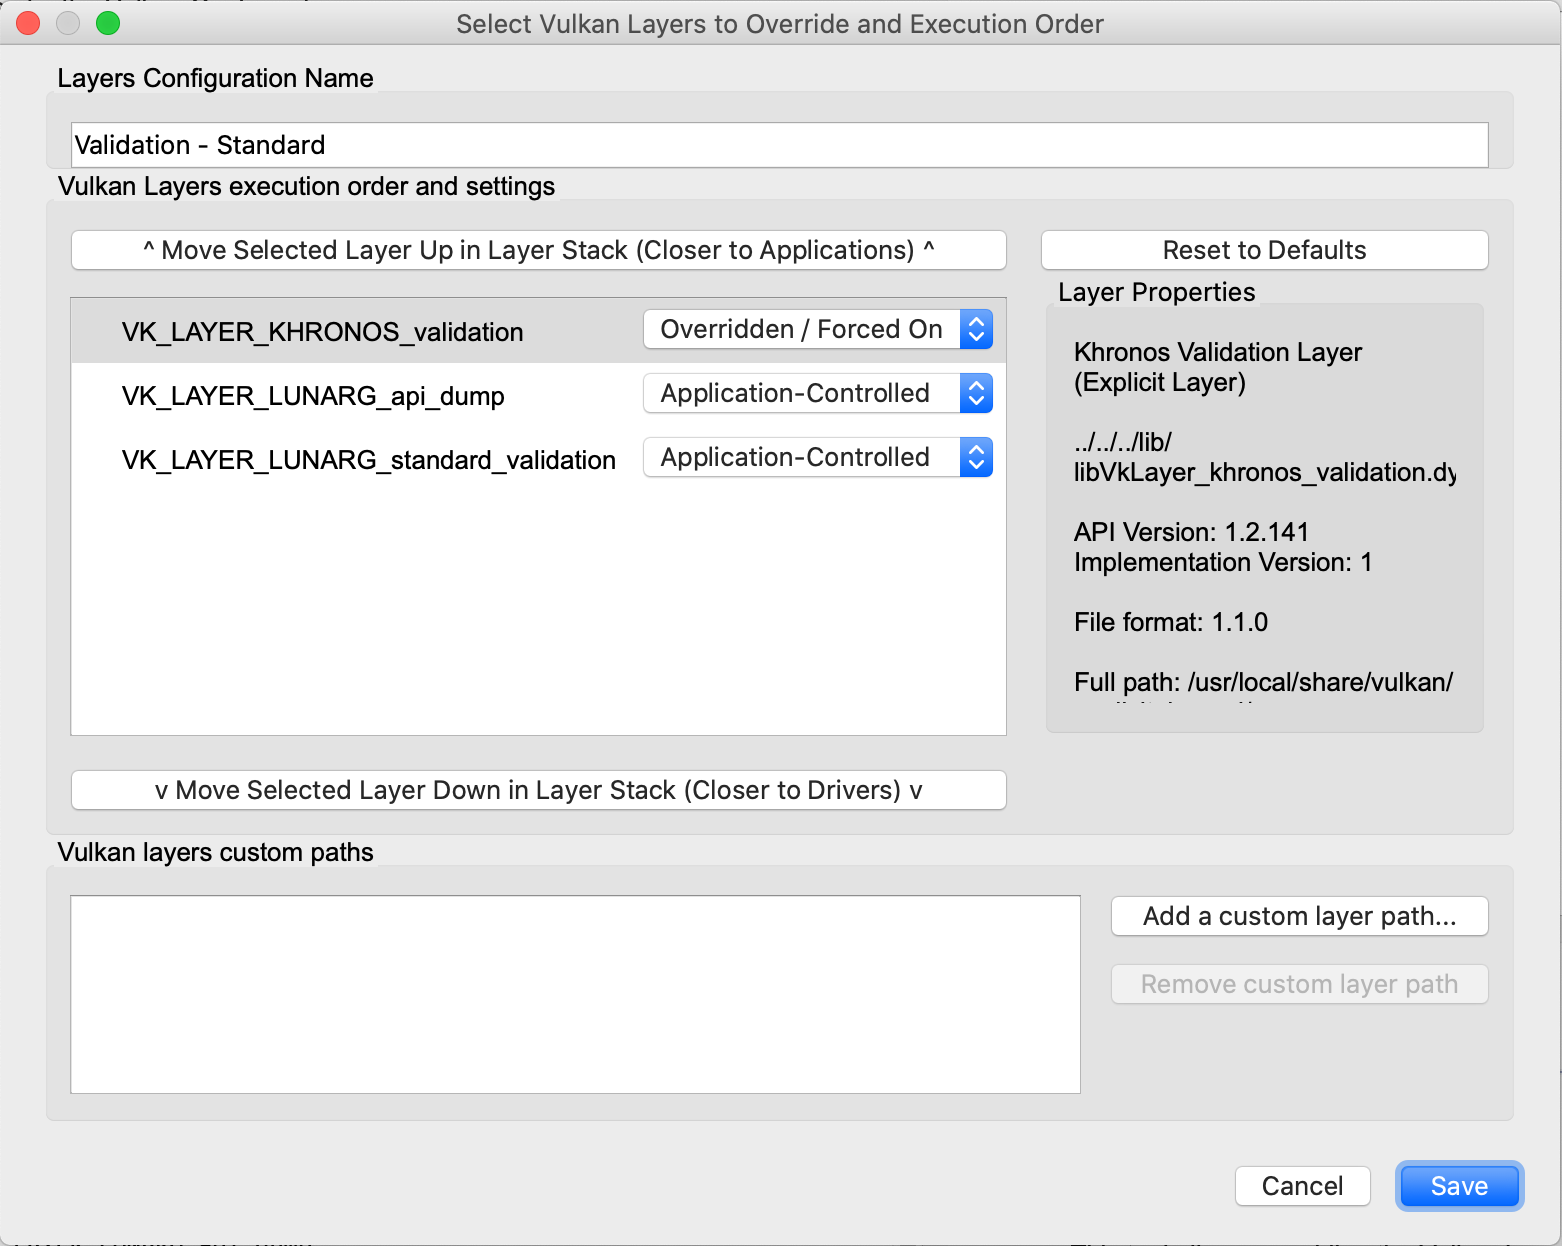 Select Vulkan Layers to Override and Execution Order
Layers Configuration Name
Validation - Standard
Vulkan Layers execution order and settings
^ Move Selected Layer Up in Layer Stack (Closer to Applications) ^
Reset to Defaults
VK_LAYER_KHRONOS_validation
Overridden / Forced On
VK_LAYER_LUNARG_api_dump
Application-Controlled
VK_LAYER_LUNARG_standard_validation
Application-Controlled
Layer Properties
Khronos Validation Layer
(Explicit Layer)
../../../lib/
libVkLayer_khronos_validation.dy
API Version: 1.2.141
Implementation Version: 1
File format: 1.1.0
Full path: /usr/local/share/vulkan/
v Move Selected Layer Down in Layer Stack (Closer to Drivers) v
Vulkan layers custom paths
Add a custom layer path...
Remove custom layer path
Cancel
Save